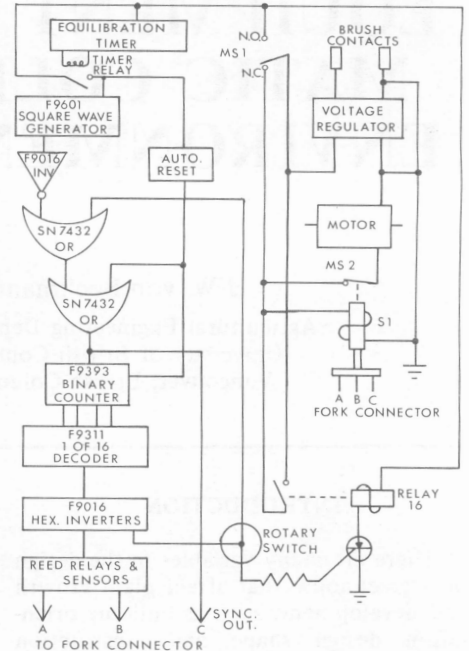 EQUILIBRATION
TIMER
TIMER
RELAY
F9601
SQUARE WAVE
GENERATOR
F9016
INV.
AUTO.
RESET
SN7432
OR
SN7432
OR
F9393
BINARY
COUNTER
F9311
1 OF 16
DECODER
F9016
HEX. INVERTERS
REED RELAYS &
SENSORS
A
B
C
SYNC.
OUT.
TO FORK CONNECTOR
N.O.
MS1
N.C.
BRUSH
CONTACTS
VOLTAGE
REGULATOR
MOTOR
MS 2
S1
A B C
FORK CONNECTOR
RELAY
16
ROTARY
SWITCH